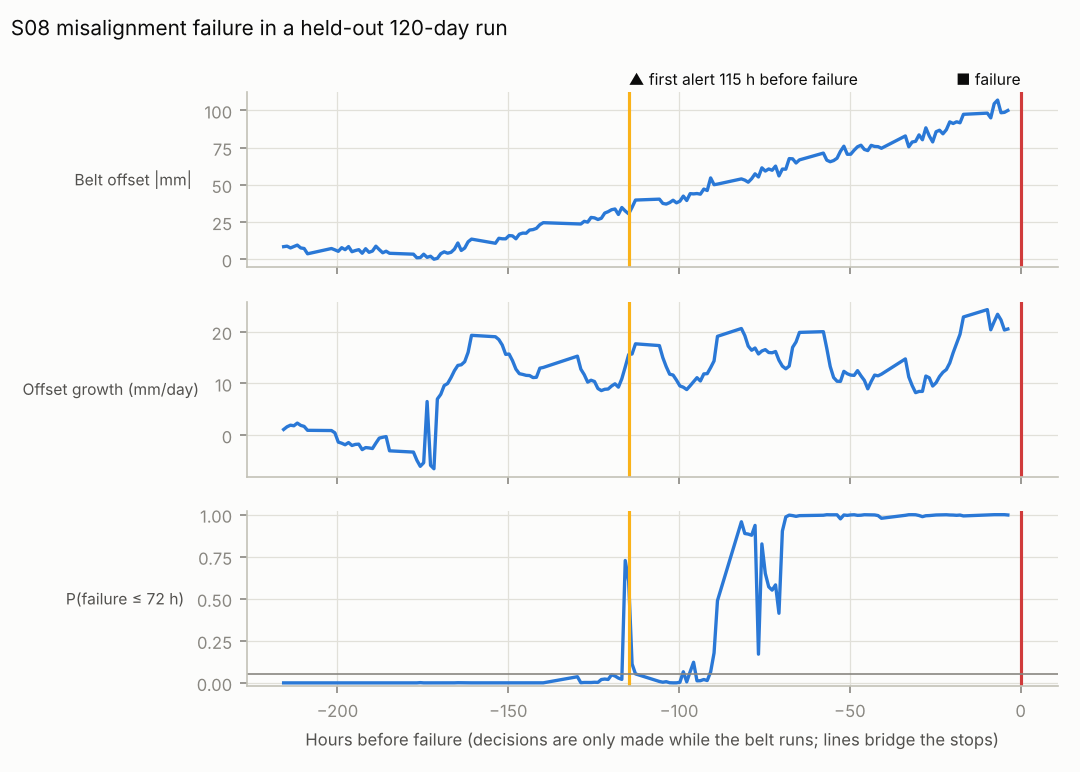 S08 misalignment failure in a held-out 120-day run
▲ first alert 115 h before failure ■ failure
100
75
Belt offset |mm|
50
25
0
20
Offset growth (mm/day)
10
0
1.00
0.75
P(failure ≤ 72 h)
0.50
0.25
0.00
−200 −150 −100 −50 0
Hours before failure (decisions are only made while the belt runs; lines bridge the stops)